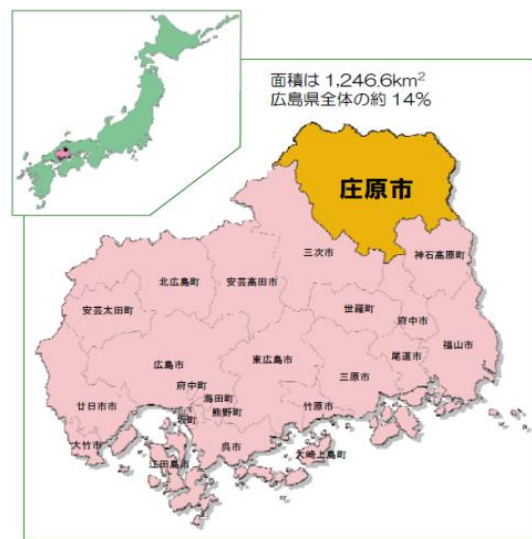 面積は 1,246.6km²
広島県全体の約 14%
庄原市
三次市
神石高原町
北広島町
安芸高田市
安芸太田町
世羅町
府中市
福山市
広島市
東広島市
尾道市
三原市
府中町
海田町
熊野町
廿日市市
竹原市
坂町
大竹市
呉市
大崎上島町
江田島市